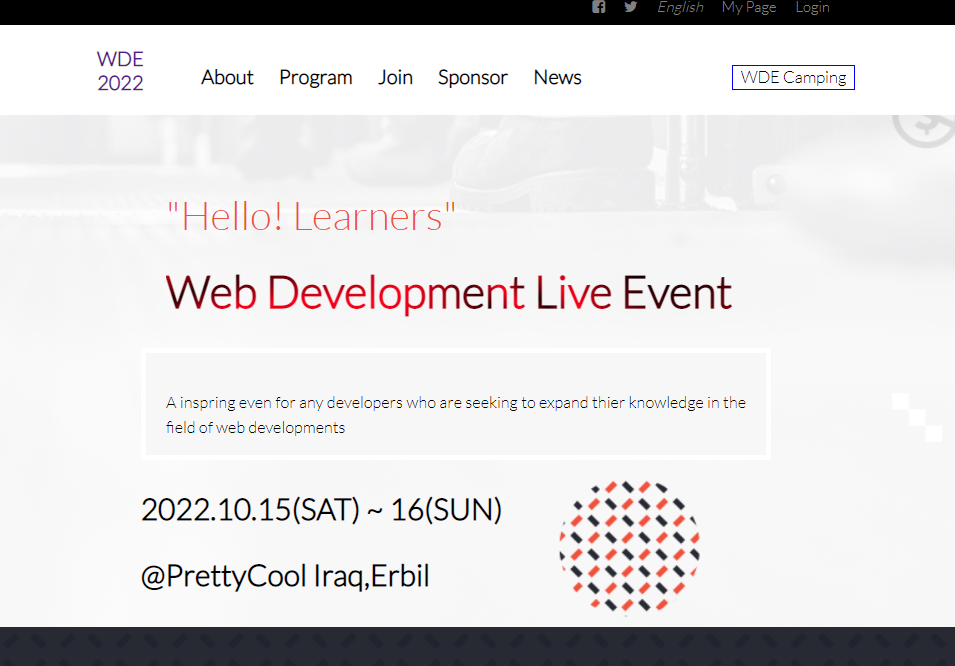 English My Page Login
WDE
2022
About Program Join Sponsor News
WDE Camping
"Hello! Learners"
Web Development Live Event
A inspring even for any developers who are seeking to expand thier knowledge in the
field of web developments
2022.10.15(SAT) ~ 16(SUN)
@PrettyCool Iraq,Erbil